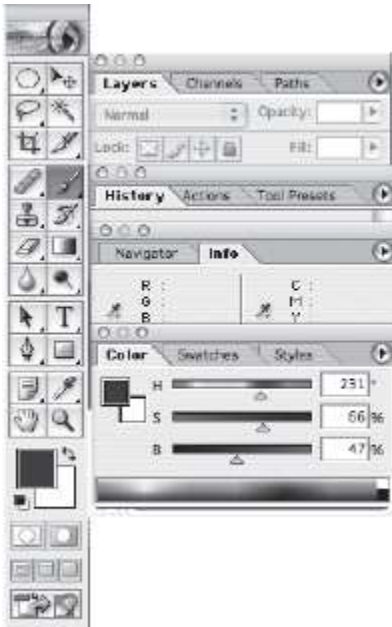 Layers Channels Paths
Normal Opacity:
Lock: Fill:
History Actions Tool Presets
Navigator Info
R : C :
G : M :
B : Y :
Color Swatches Styles
H 231 °
S 66 %
B 47 %
T